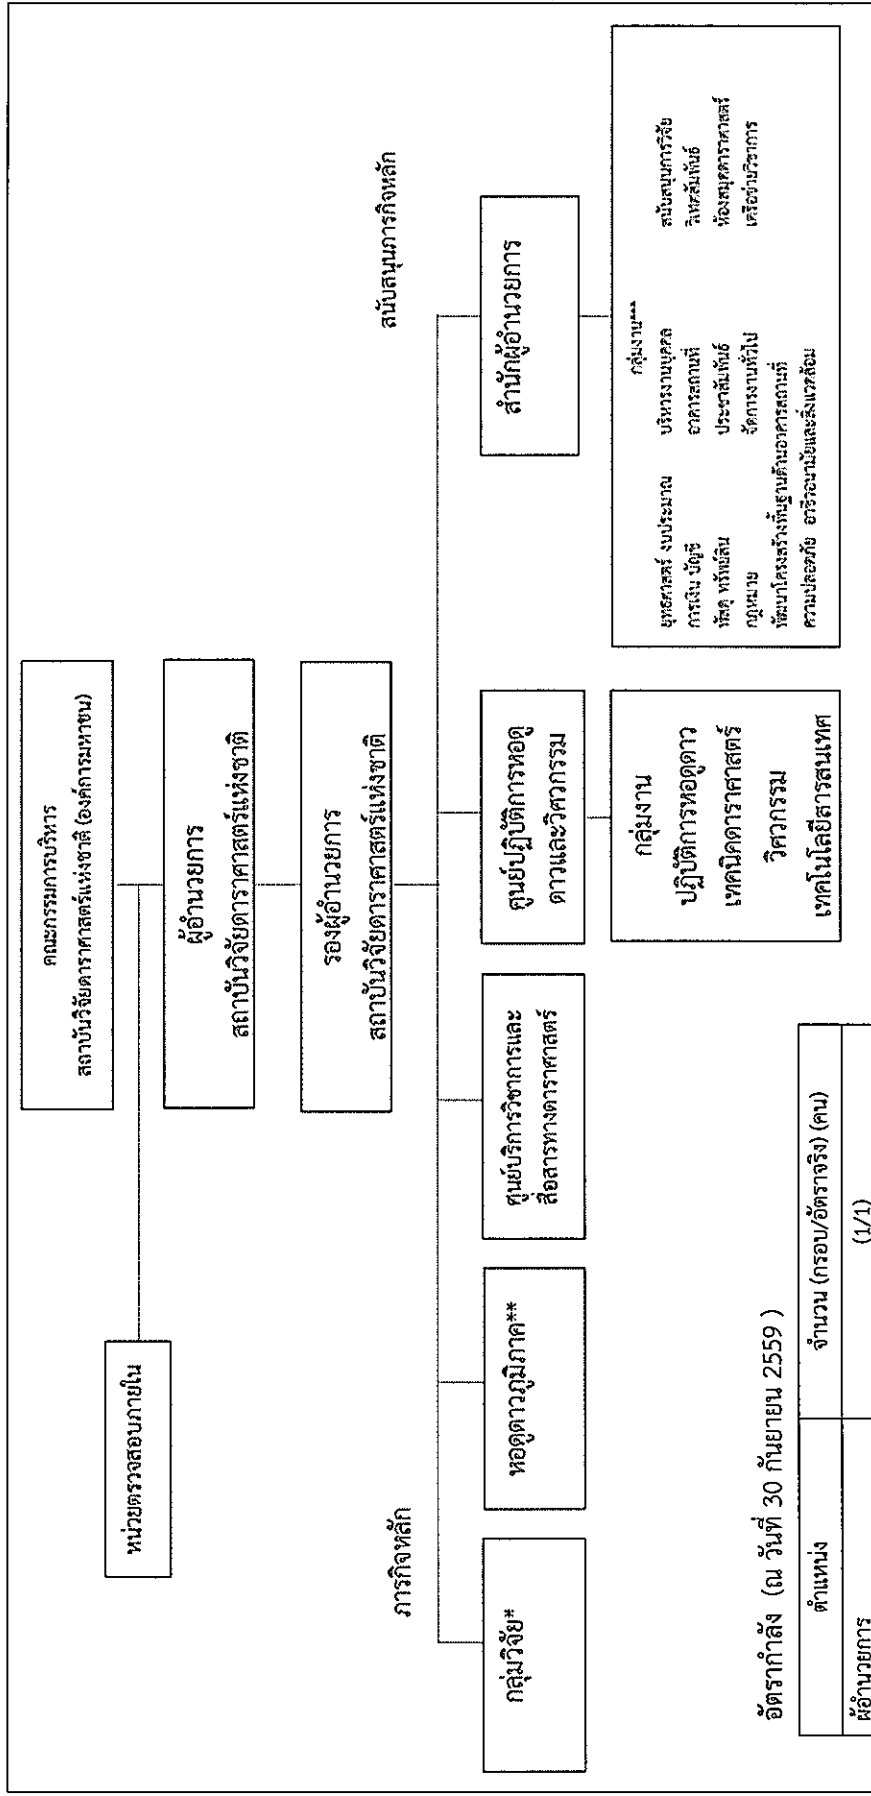 คณะกรรมการบริหาร
สถาบันวิจัยดาราศาสตร์แห่งชาติ (องค์การมหาชน)
หน่วยตรวจสอบภายใน
ผู้อำนวยการ
สถาบันวิจัยดาราศาสตร์แห่งชาติ
รองผู้อำนวยการ
สถาบันวิจัยดาราศาสตร์แห่งชาติ
ภารกิจหลัก
สนับสนุนภารกิจหลัก
กลุ่มวิจัย*
หอดูดาวภูมิภาค**
ศูนย์บริการวิชาการและ
สื่อสารทางดาราศาสตร์
ศูนย์ปฏิบัติการหอดู
ดาวและวิศวกรรม
สำนักผู้อำนวยการ
กลุ่มงาน
ปฏิบัติการหอดูดาว
เทคนิคดาราศาสตร์
วิศวกรรม
เทคโนโลยีสารสนเทศ
กลุ่มงาน***
ยุทธศาสตร์ งบประมาณ บริหารงานบุคคล สนับสนุนการวิจัย
การเงิน บัญชี อาคารสถานที่ วิเทศสัมพันธ์
พัสดุ ทรัพย์สิน ประชาสัมพันธ์ ห้องสมุดดาราศาสตร์
กฎหมาย จัดการงานทั่วไป เครือข่ายวิชาการ
พัฒนาโครงสร้างพื้นฐานด้านอาคารสถานที่
ความปลอดภัย อาชีวอนามัยและสิ่งแวดล้อม
อัตรากำลัง (ณ วันที่ 30 กันยายน 2559 )
ตำแหน่ง จำนวน (กรอบ/อัตราจริง) (คน)
ผู้อำนวยการ (1/1)